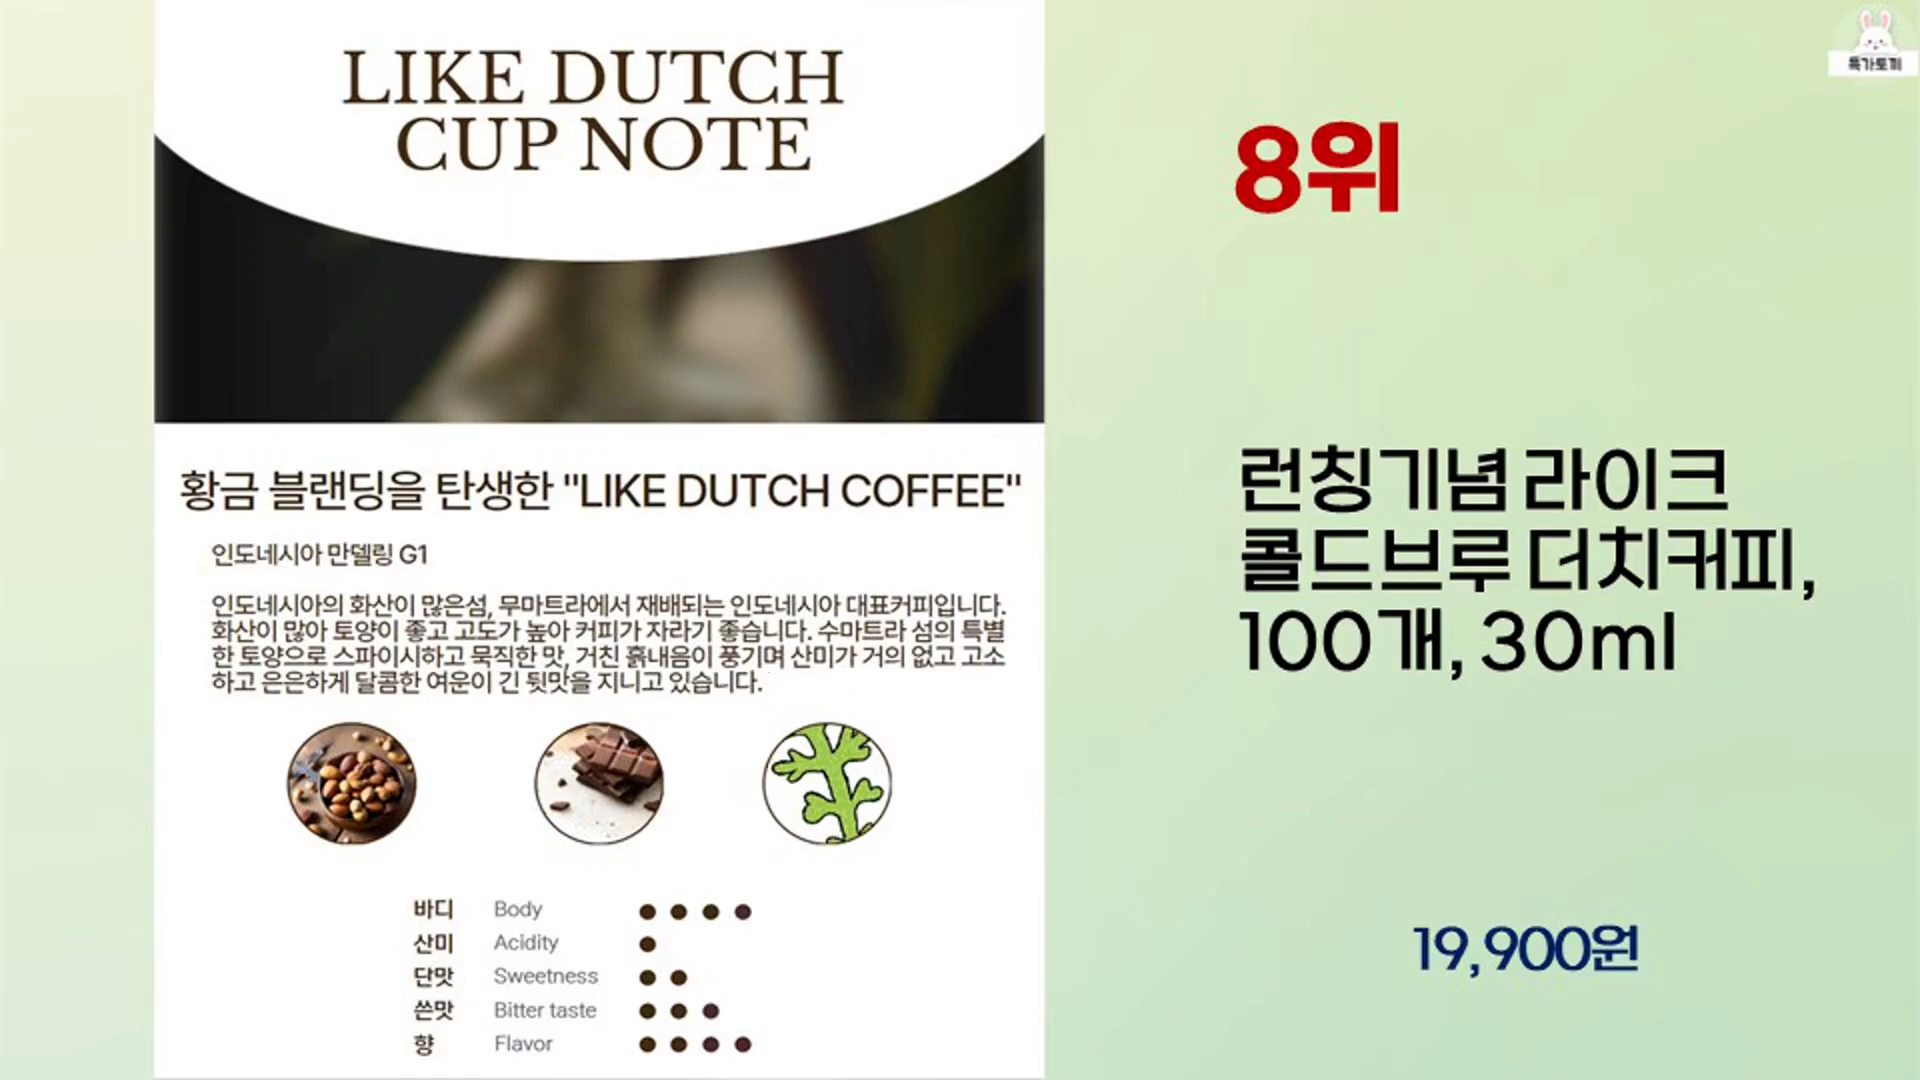 LIKE DUTCH
CUP NOTE
황금 블랜딩을 탄생한 "LIKE DUTCH COFFEE"
인도네시아 만델링 G1
인도네시아의 화산이 많은섬, 무마트라에서 재배되는 인도네시아 대표커피입니다.
화산이 많아 토양이 좋고 고도가 높아 커피가 자라기 좋습니다. 수마트라 섬의 특별
한 토양으로 스파이시하고 묵직한 맛, 거친 흙내음이 풍기며 산미가 거의 없고 고소
하고 은은하게 달콤한 여운이 긴 뒷맛을 지니고 있습니다.
바디 Body
산미 Acidity
단맛 Sweetness
쓴맛 Bitter taste
향 Flavor
특가토끼
8위
런칭기념 라이크
콜드브루 더치커피,
100개, 30ml
19,900원